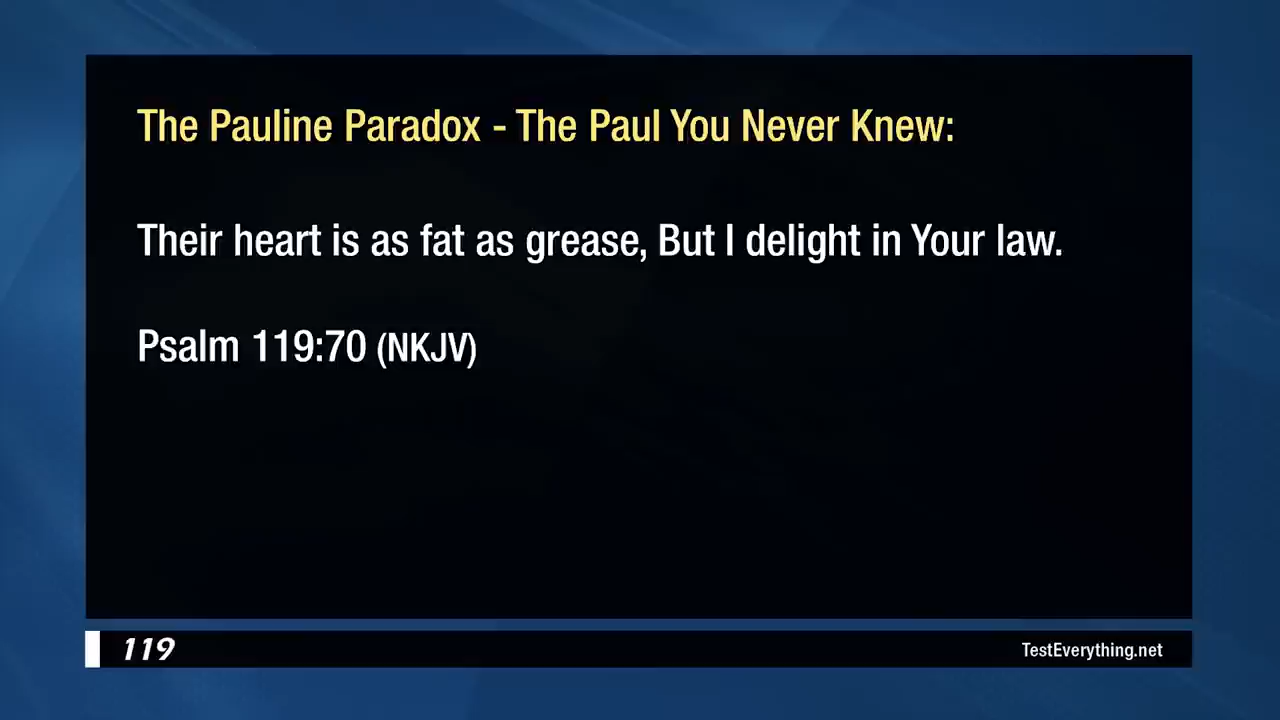 The Pauline Paradox - The Paul You Never Knew:
Their heart is as fat as grease, But I delight in Your law.
Psalm 119:70 (NKJV)
119
TestEverything.net